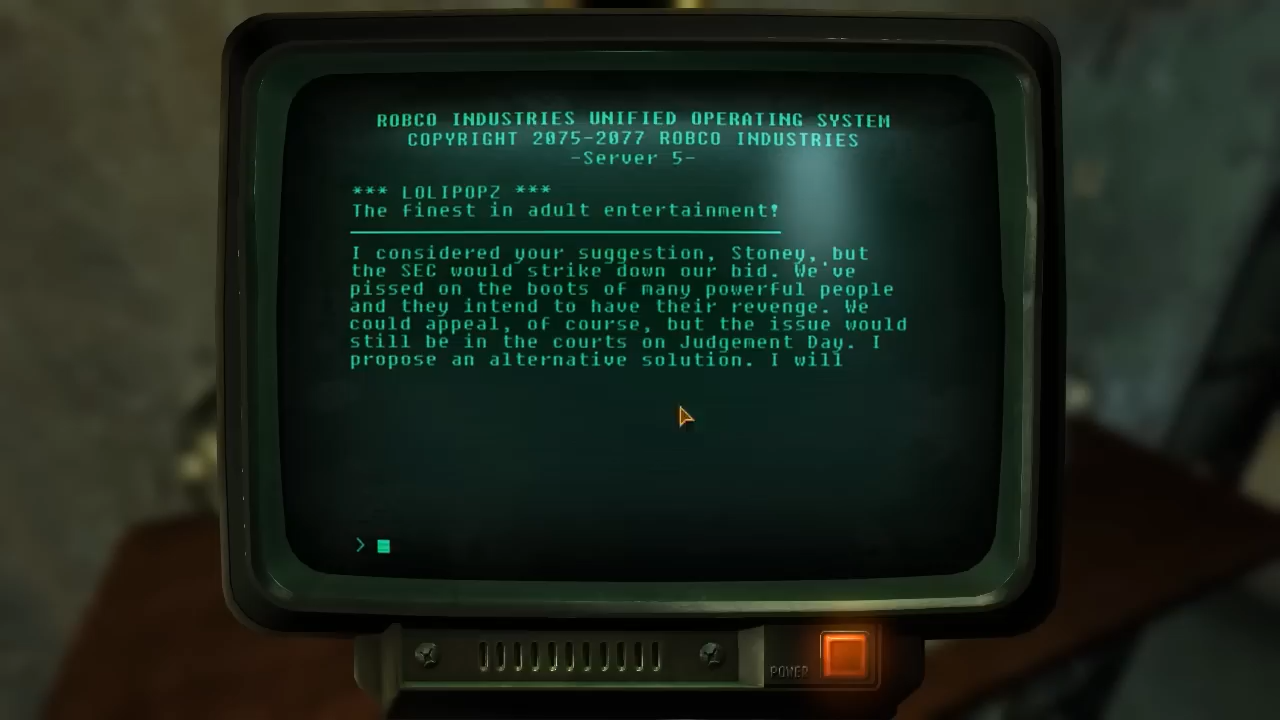 ROBCO INDUSTRIES UNIFIED OPERATING SYSTEM
COPYRIGHT 2075-2077 ROBCO INDUSTRIES
-Server 5-
*** LOLIPOPZ ***
The finest in adult entertainment!
I considered your suggestion, Stoney, but
the SEC would strike down our bid. We've
pissed on the boots of many powerful people
and they intend to have their revenge. We
could appeal, of course, but the issue would
still be in the courts on Judgement Day. I
propose an alternative solution. I will
>
POWER